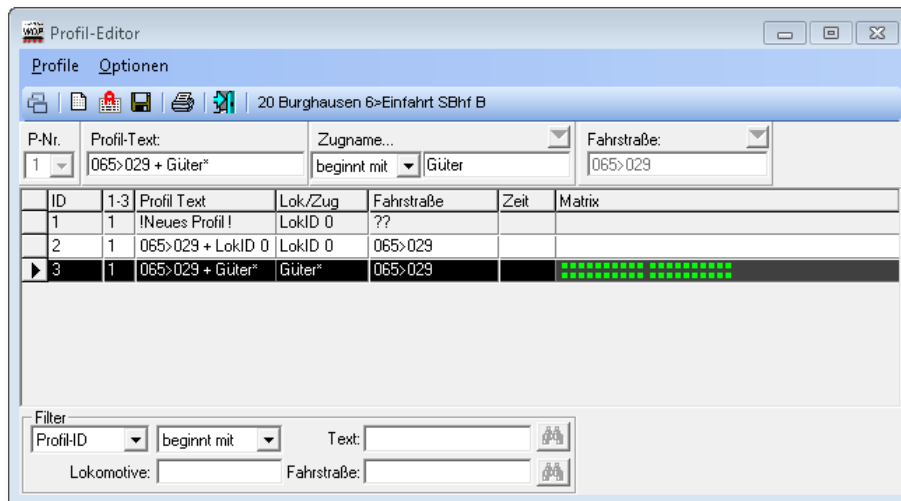 Profil-Editor
Profile Optionen
20 Burghausen 6>Einfahrt SBhf B
P-Nr. Profil-Text: Zugname... Fahrstraße:
1 065>029 + Güter* beginnt mit Güter 065>029
ID 1-3 Profil Text Lok/Zug Fahrstraße Zeit Matrix
1 1 !Neues Profil ! LokID 0 ??
2 1 065>029 + LokID 0 LokID 0 065>029
3 1 065>029 + Güter* Güter* 065>029
Filter
Profil-ID beginnt mit Text:
Lokomotive: Fahrstraße: